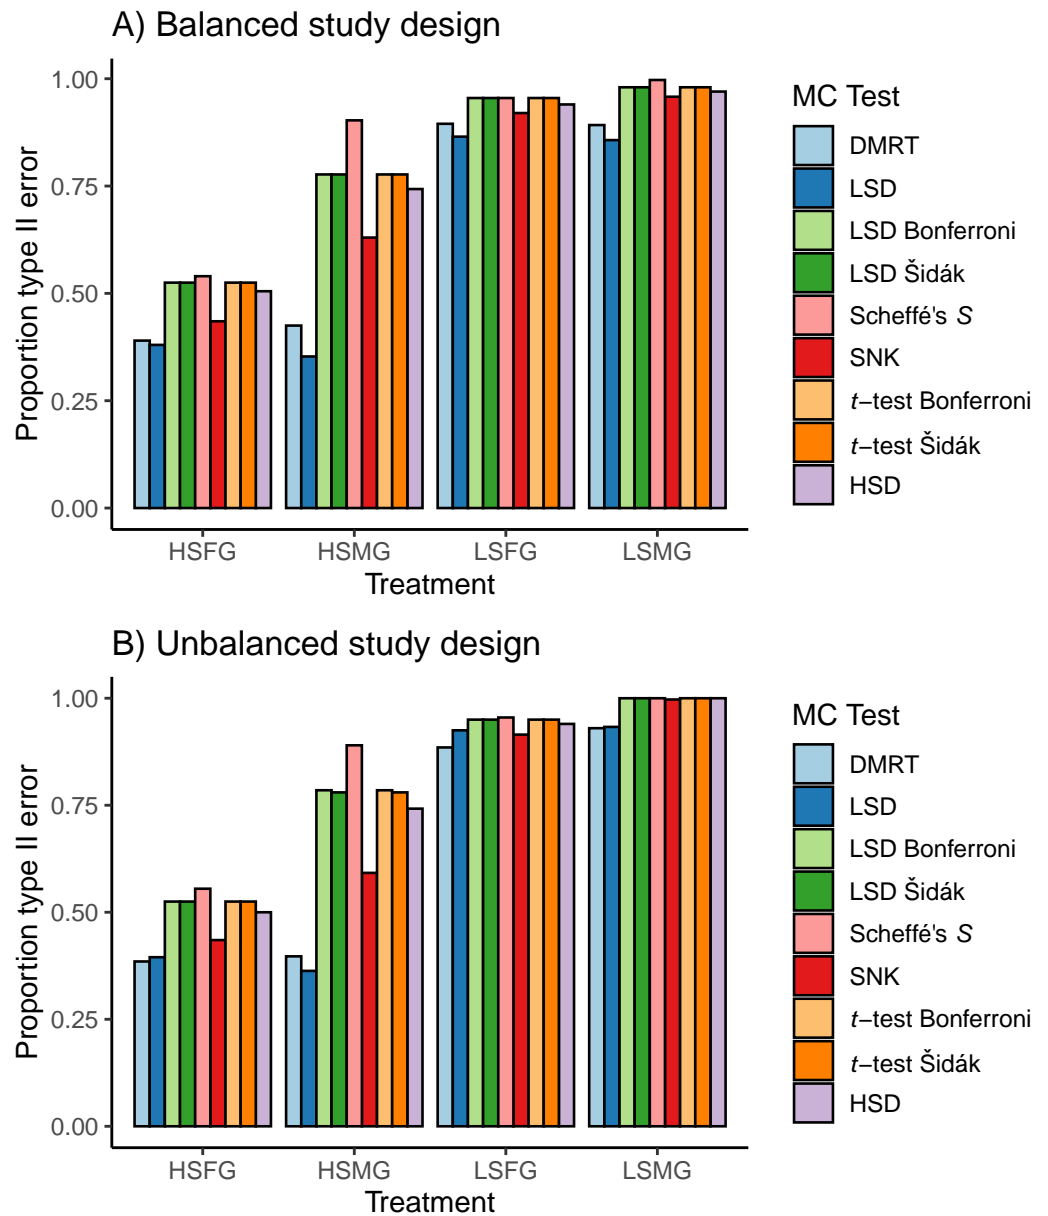 A) Balanced study design
Proportion type II error
1.00
0.75
0.50
0.25
0.00
HSFG HSMG LSFG LSMG
Treatment
MC Test
DMRT
LSD
LSD Bonferroni
LSD Šidák
Scheffé's S
SNK
t−test Bonferroni
t−test Šidák
HSD
B) Unbalanced study design
Proportion type II error
1.00
0.75
0.50
0.25
0.00
HSFG HSMG LSFG LSMG
Treatment
MC Test
DMRT
LSD
LSD Bonferroni
LSD Šidák
Scheffé's S
SNK
t−test Bonferroni
t−test Šidák
HSD